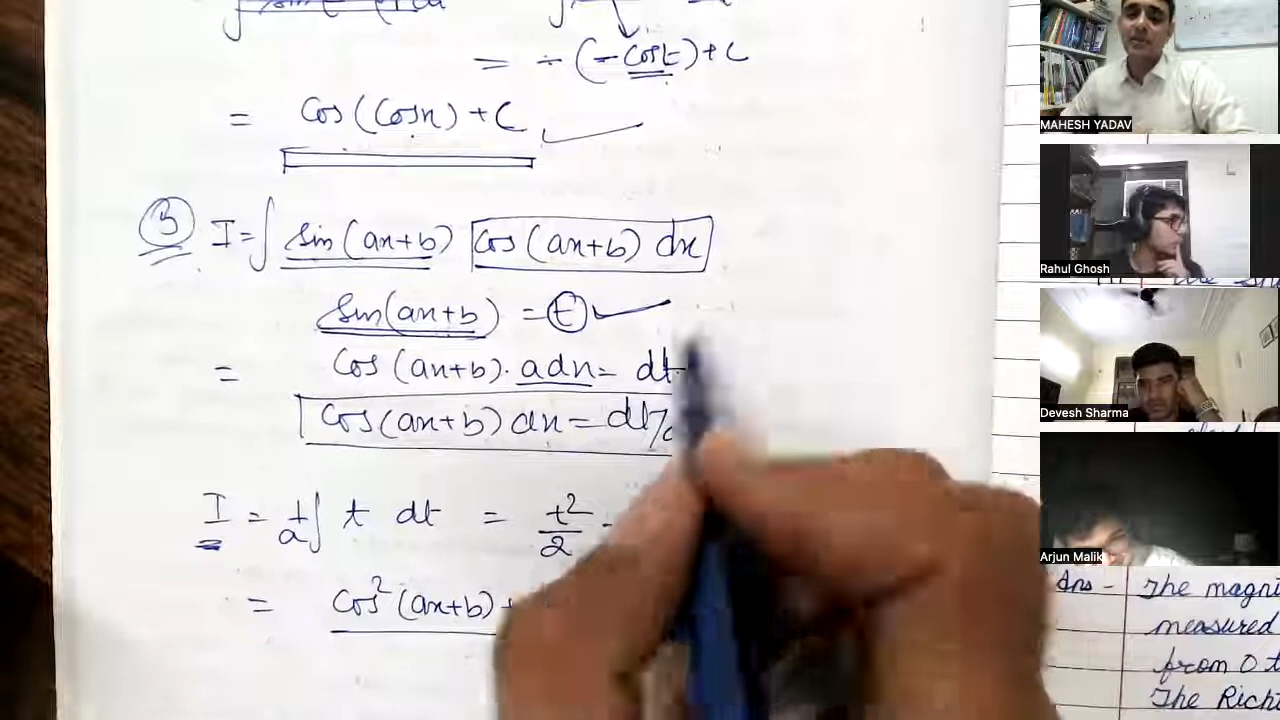 = ÷ (-cost)+c
= Cos(Cosx)+C
③ I=∫ sin(ax+b) cos(ax+b) dx
sin(ax+b) = t
= cos(ax+b). adx = dt
cos(ax+b) dx = dt/a
I = 1/a ∫ t dt = t²/2
= cos²(ax+b)+
MAHESH YADAV
Rahul Ghosh
Devesh Sharma
Arjun Malik
Ans - The magni
measured
from 0 t
The Rich